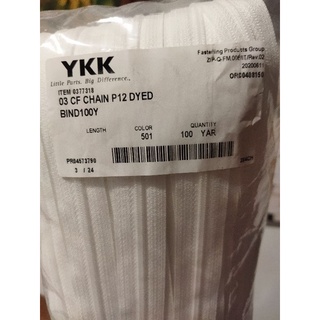 YKK
Little Parts. Big Difference.
Fastening Products Group
20200611
ITEM 0377318
03 CF CHAIN P12 DYED
BIND100Y
LENGTH COLOR QUANTITY
501 100 YAR
3 / 24